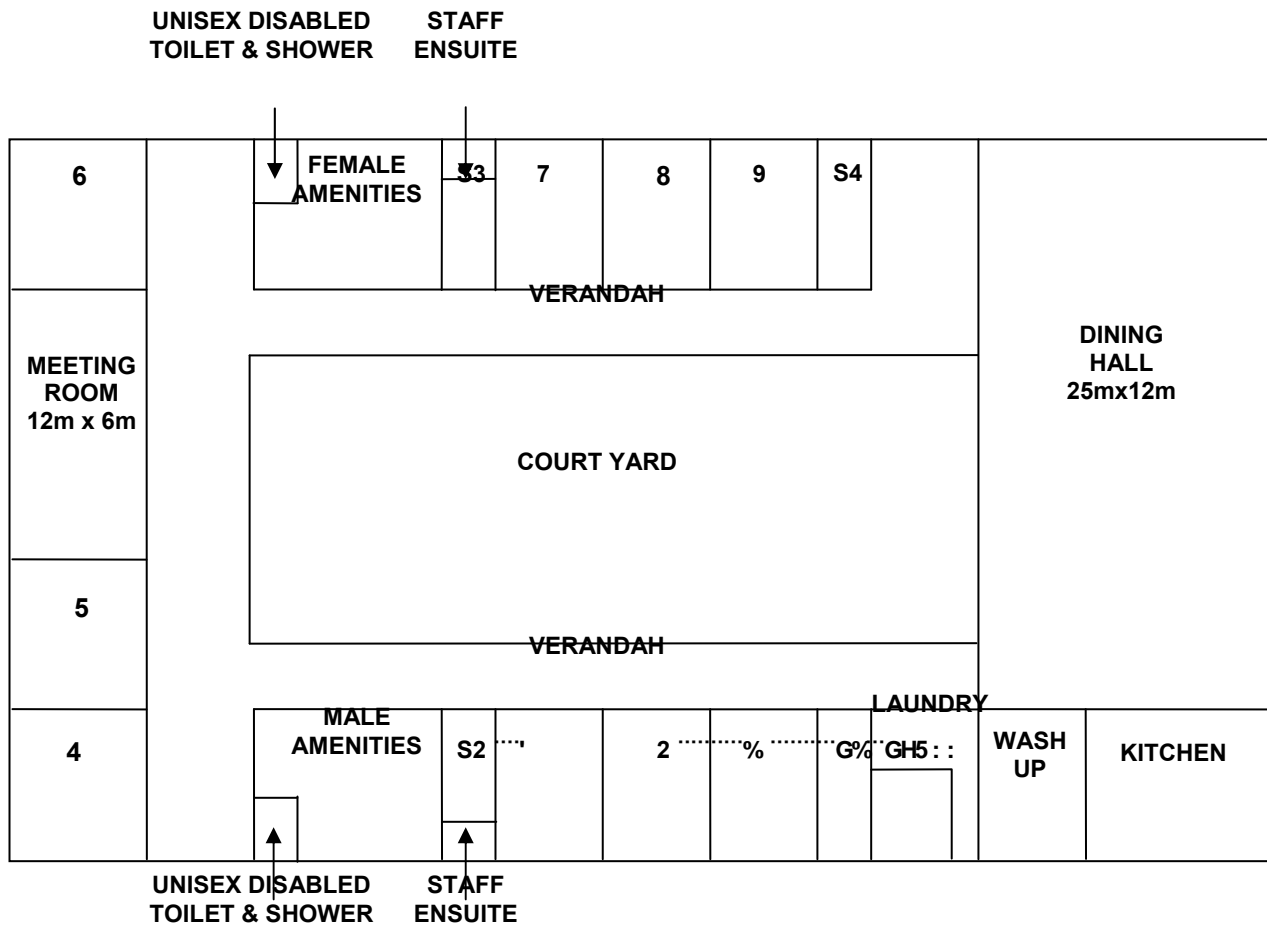 UNISEX DISABLED
TOILET & SHOWER
STAFF
ENSUITE
6
FEMALE
AMENITIES
S3
7
8
9
S4
VERANDAH
MEETING
ROOM
12m x 6m
DINING
HALL
25mx12m
COURT YARD
5
VERANDAH
LAUNDRY
4
MALE
AMENITIES
S2 ....'
2 .......... % .......... G% .. GH5 : :
WASH
UP
KITCHEN
UNISEX DISABLED
TOILET & SHOWER
STAFF
ENSUITE